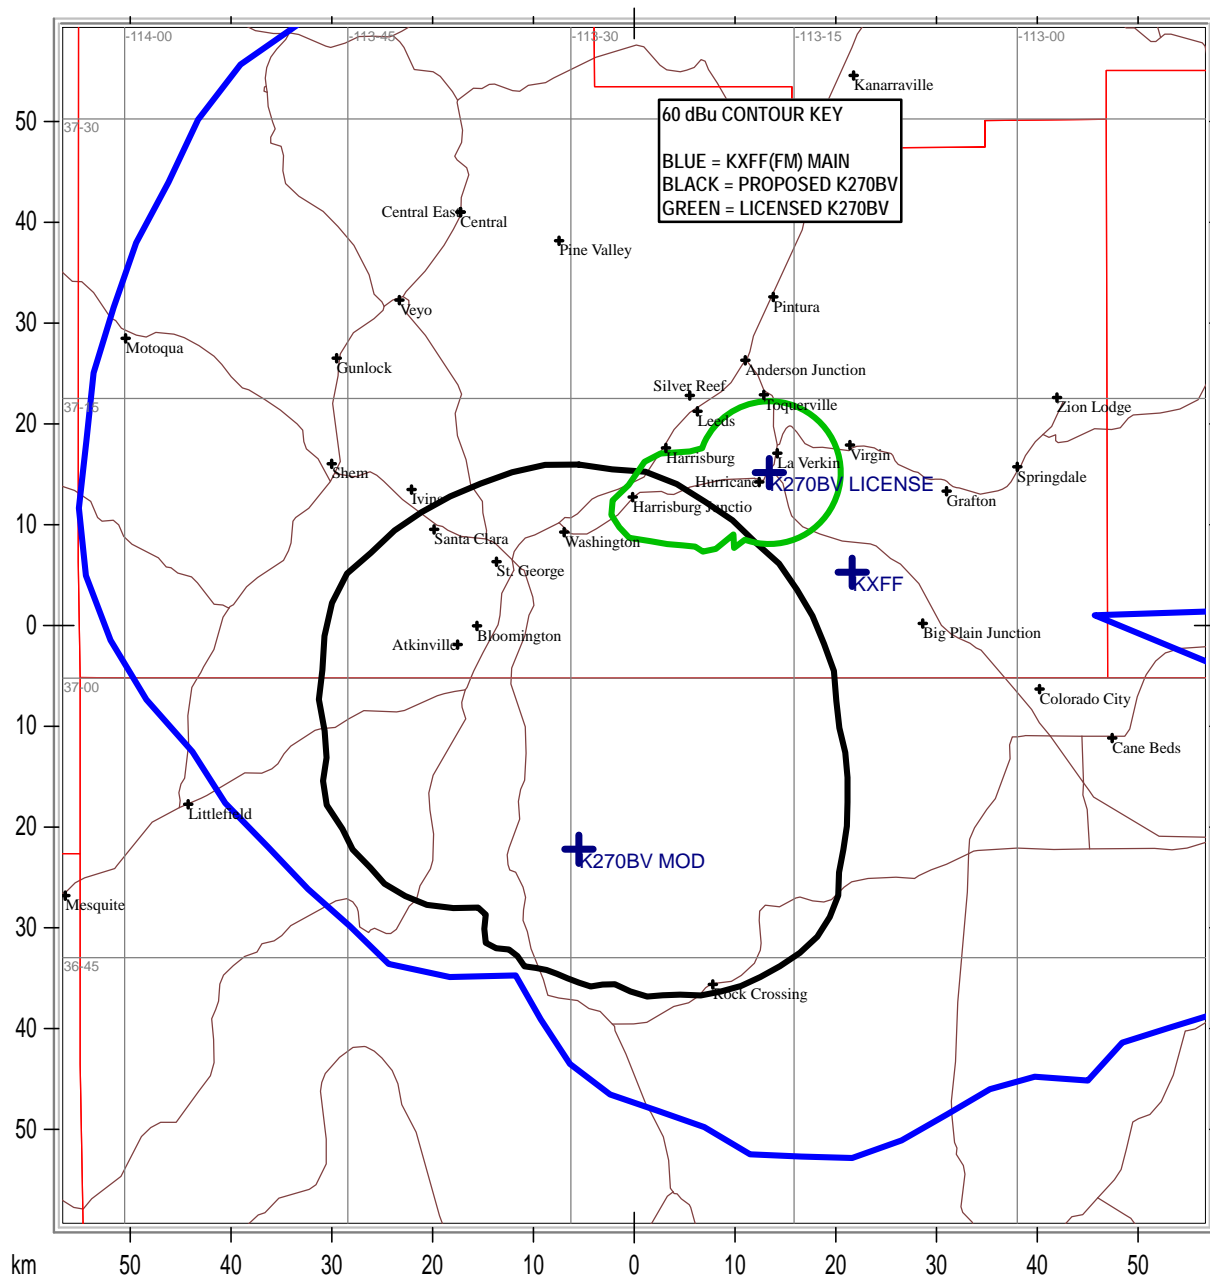 -114-00
-113-45
-113-30
-113-15
-113-00
Kanarraville
60 dBu CONTOUR KEY
BLUE = KXFF(FM) MAIN
BLACK = PROPOSED K270BV
GREEN = LICENSED K270BV
50
37-30
Central Eas
Central
40
Pine Valley
Veyo
Pintura
30
Motoqua
Gunlock
Anderson Junction
Silver Reef
37-15
Toquerville
Zion Lodge
20
Leeds
Harrisburg
Virgin
La Verkin
Shem
Springdale
Hurricane
K270BV LICENSE
Ivins
Grafton
Harrisburg Junctio
10
Santa Clara
Washington
St. George
KXFF
0
Bloomington
Big Plain Junction
Atkinville
37-00
Colorado City
10
Cane Beds
Littlefield
20
K270BV MOD
Mesquite
30
36-45
Rock Crossing
40
50
km
50
40
30
20
10
0
10
20
30
40
50